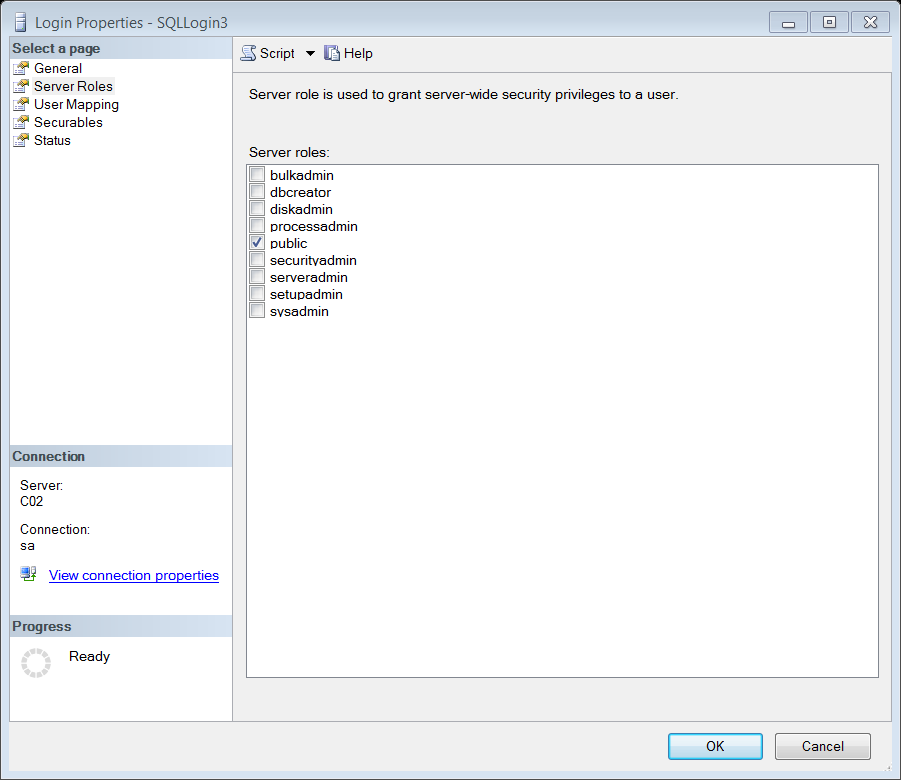 Login Properties - SQLLogin3
Select a page
General
Server Roles
User Mapping
Securables
Status
Script
Help
Server role is used to grant server-wide security privileges to a user.
Server roles:
bulkadmin
dbcreator
diskadmin
processadmin
public
securityadmin
serveradmin
setupadmin
sysadmin
Connection
Server:
C02
Connection:
sa
View connection properties
Progress
Ready
OK
Cancel